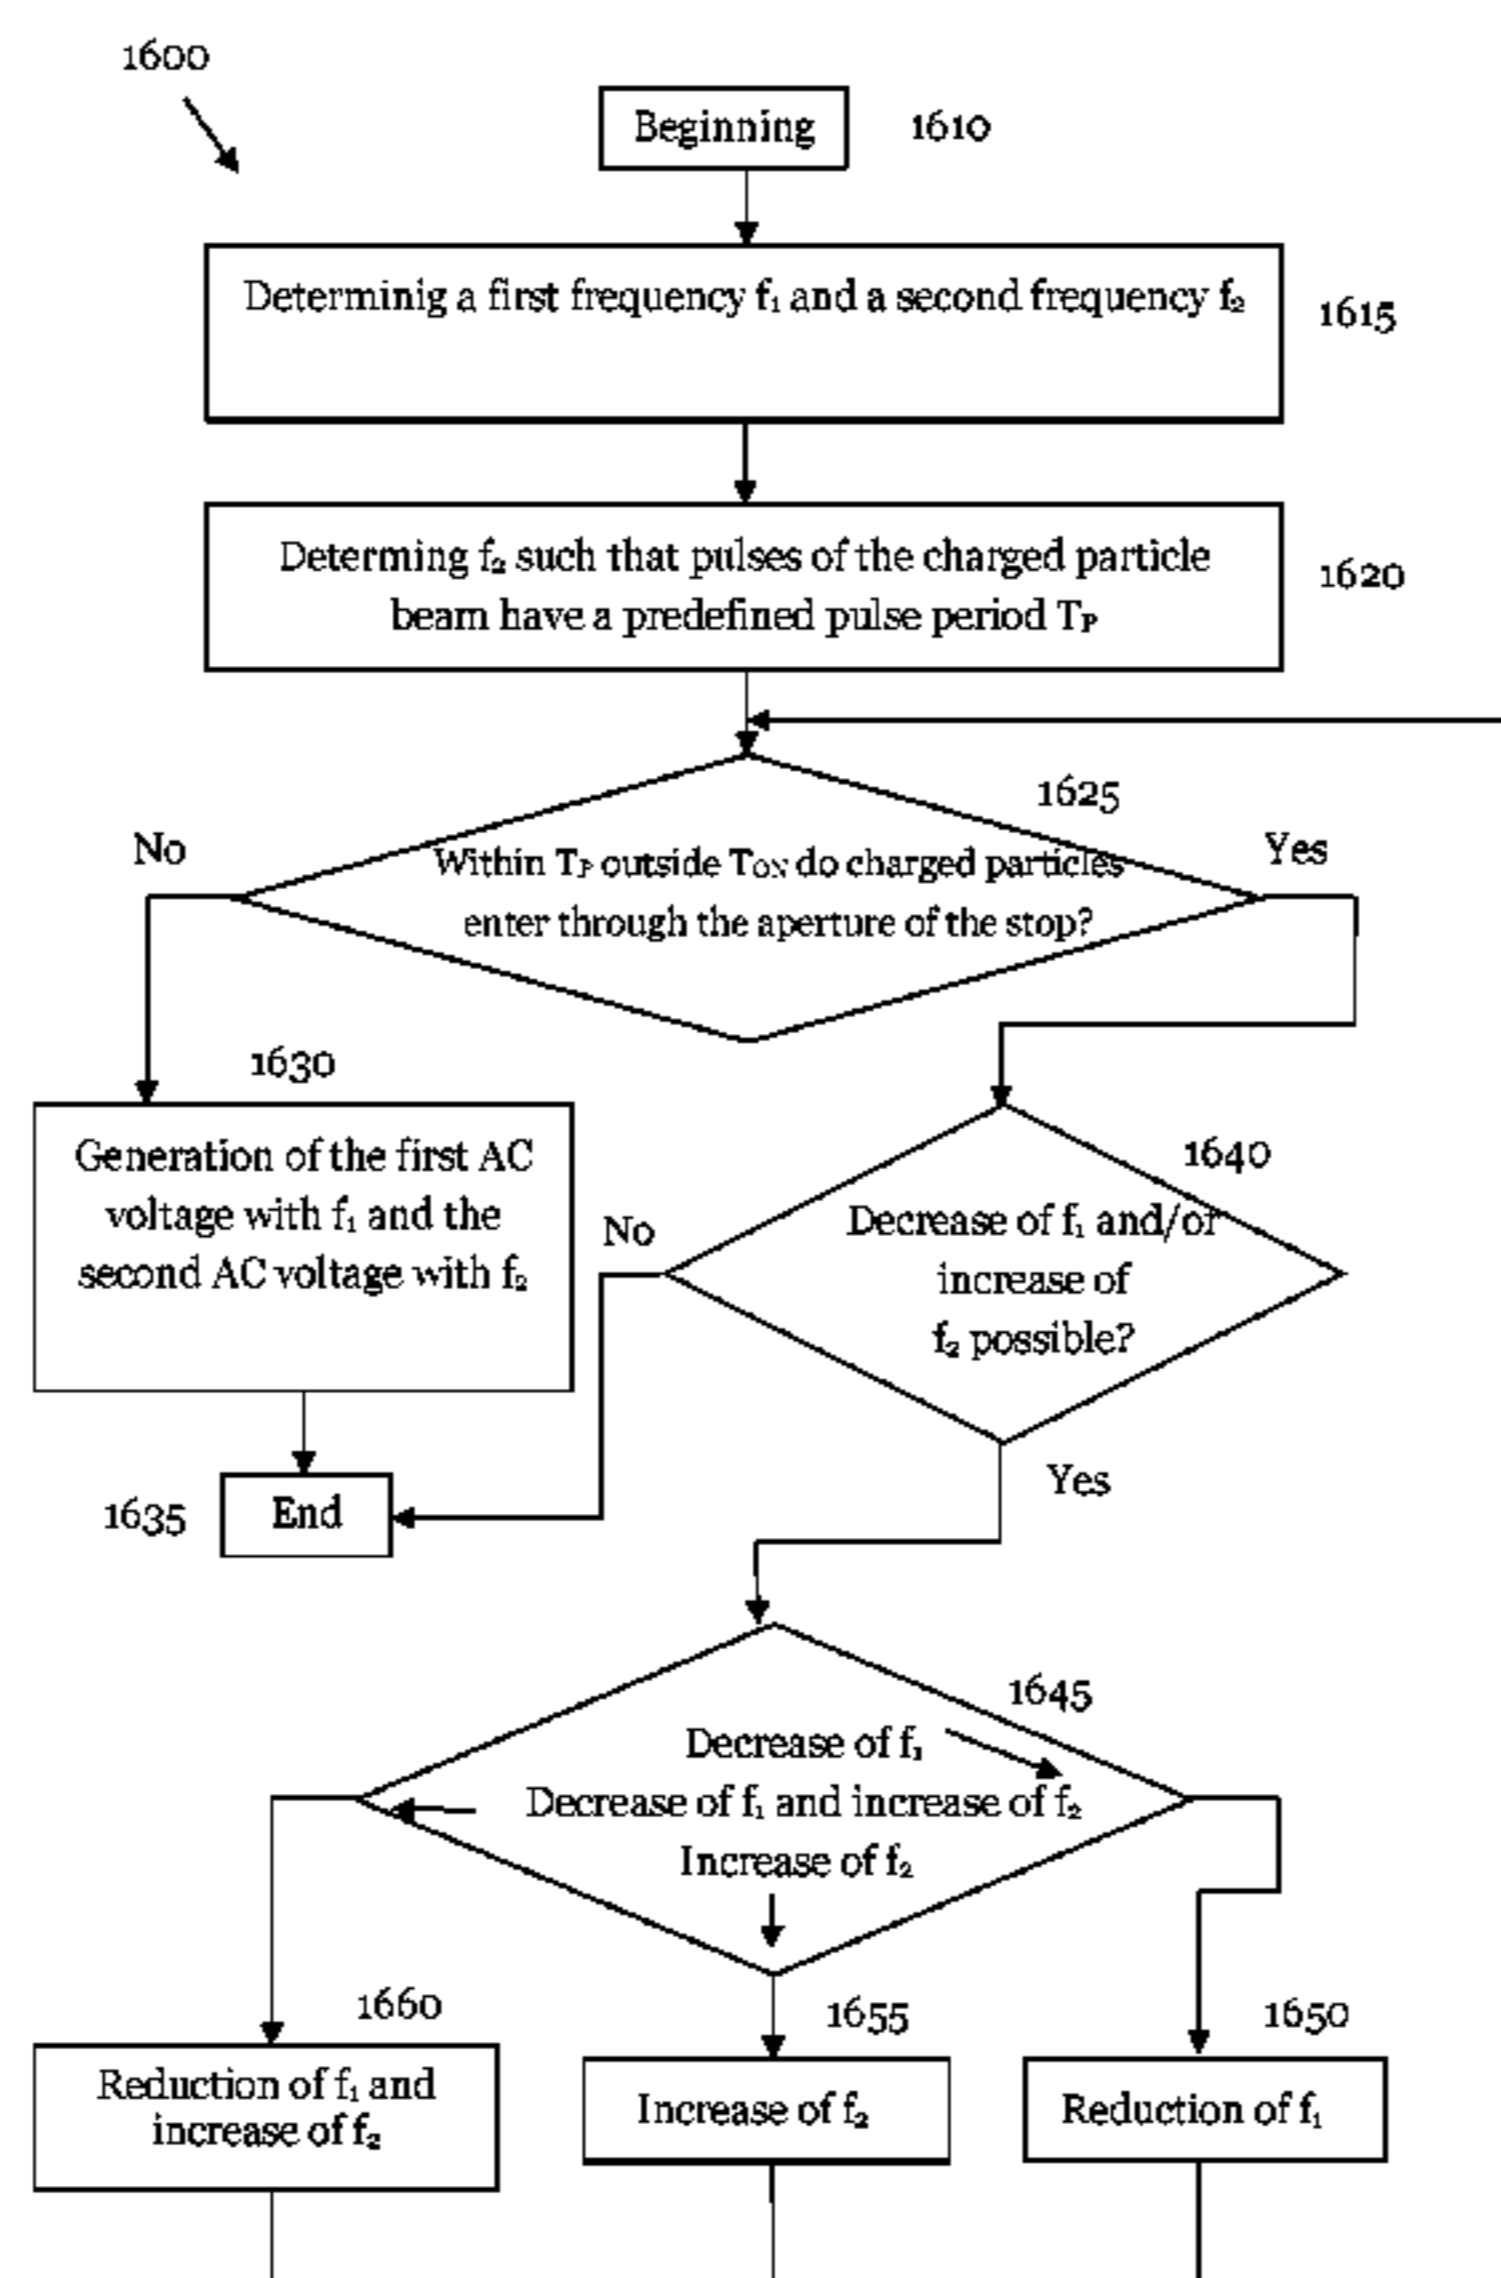 1600
Beginning
1610
Determinig a first frequency f₁ and a second frequency f₂
1615
Determing f₂ such that pulses of the charged particle
beam have a predefined pulse period Tₚ
1620
1625
No
Yes
Within Tₚ outside T_ON do charged particles
enter through the aperture of the stop?
1630
Generation of the first AC
voltage with f₁ and the
second AC voltage with f₂
1640
No
Decrease of f₁ and/or
increase of
f₂ possible?
Yes
1635
End
1645
Decrease of f₁
Decrease of f₁ and increase of f₂
Increase of f₂
1660
Reduction of f₁ and
increase of f₂
1655
Increase of f₂
1650
Reduction of f₁